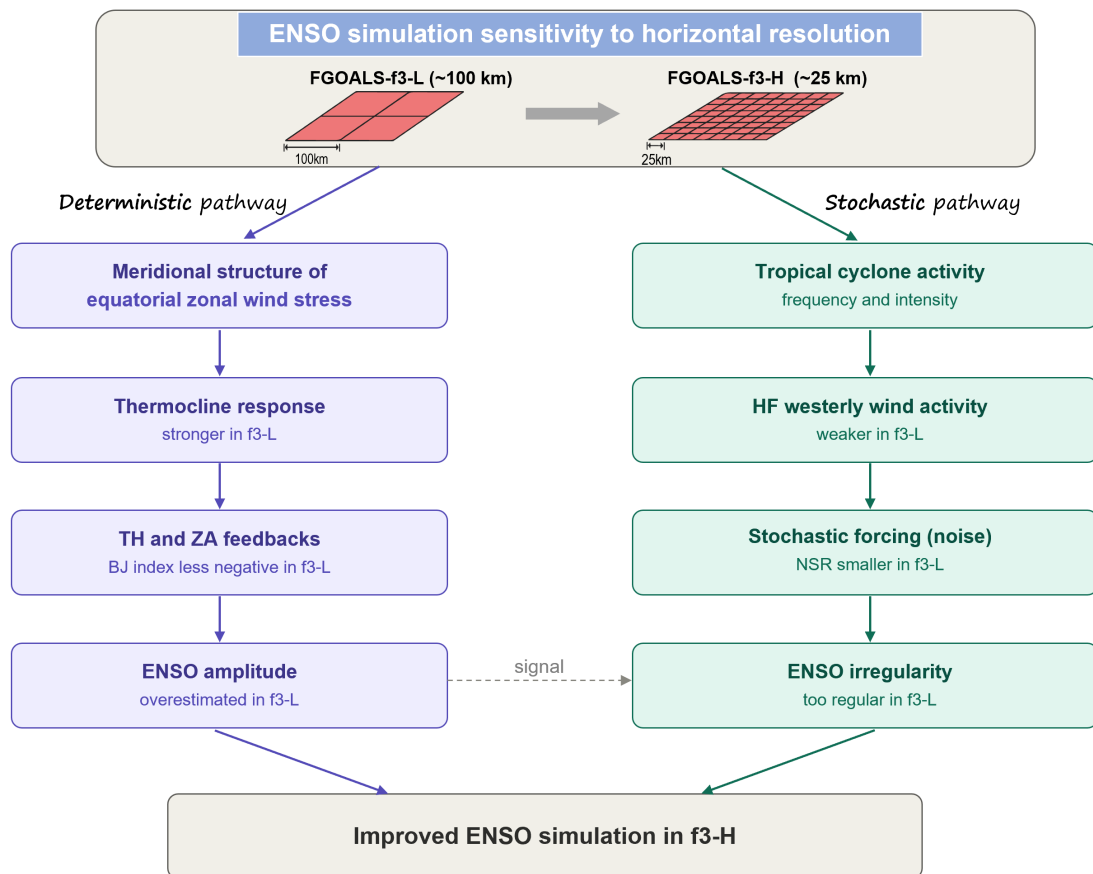 ENSO simulation sensitivity to horizontal resolution
FGOALS-f3-L (~100 km)
FGOALS-f3-H (~25 km)
100km
25km
Deterministic pathway
Stochastic pathway
Meridional structure of
equatorial zonal wind stress
Tropical cyclone activity
frequency and intensity
Thermocline response
stronger in f3-L
HF westerly wind activity
weaker in f3-L
TH and ZA feedbacks
BJ index less negative in f3-L
Stochastic forcing (noise)
NSR smaller in f3-L
ENSO amplitude
overestimated in f3-L
signal
ENSO irregularity
too regular in f3-L
Improved ENSO simulation in f3-H